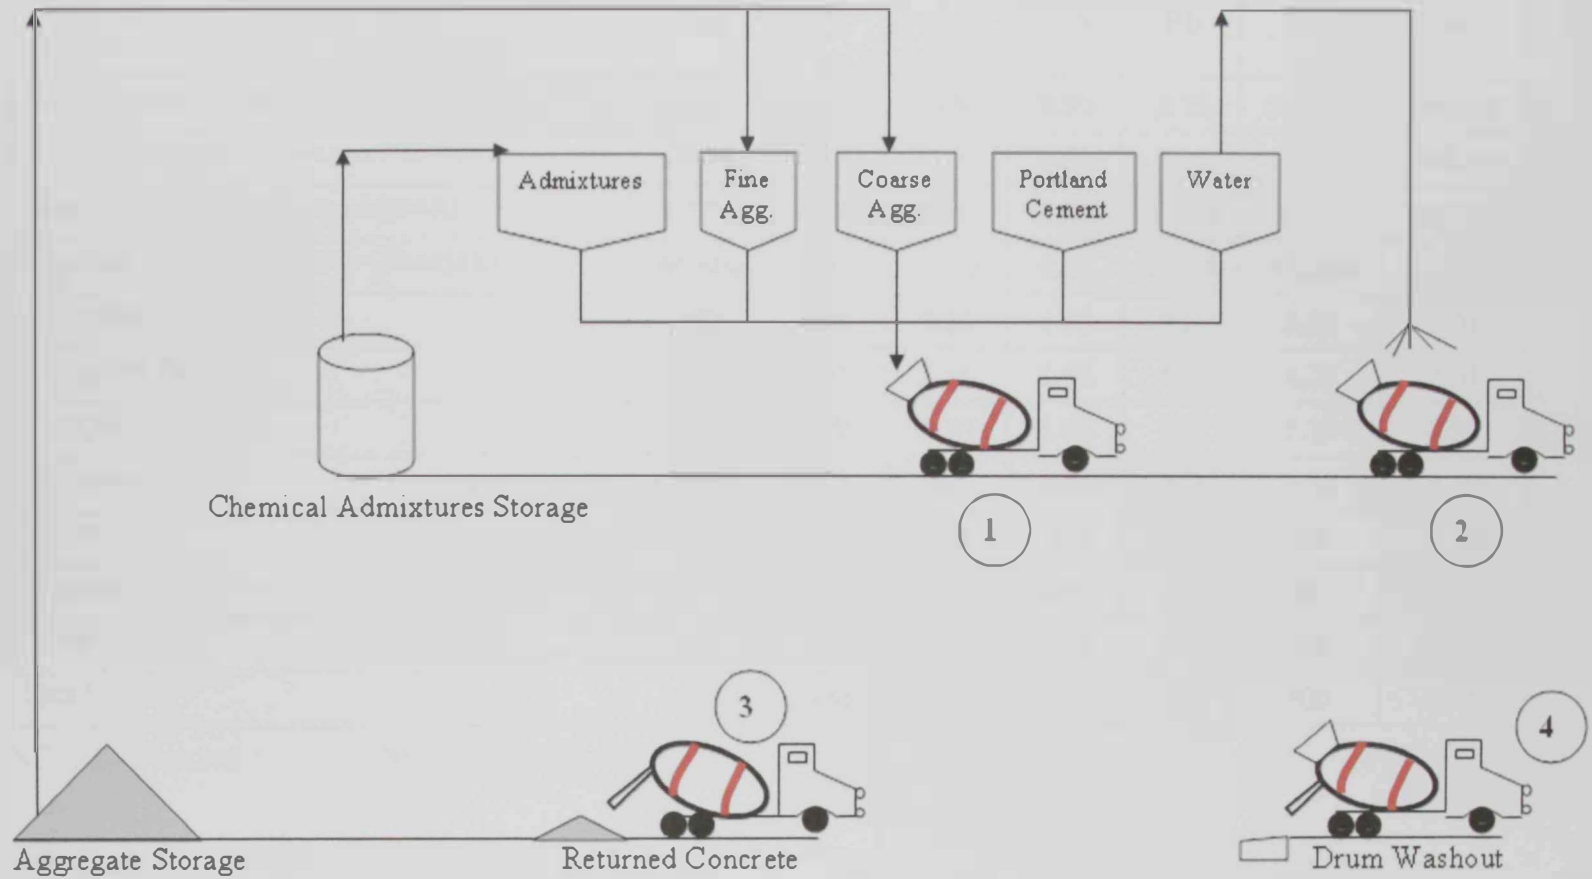 Admixtures
Fine
Agg.
Coarse
Agg.
Portland
Cement
Water
Chemical Admixtures Storage
1
2
3
4
Aggregate Storage
Returned Concrete
Drum Washout